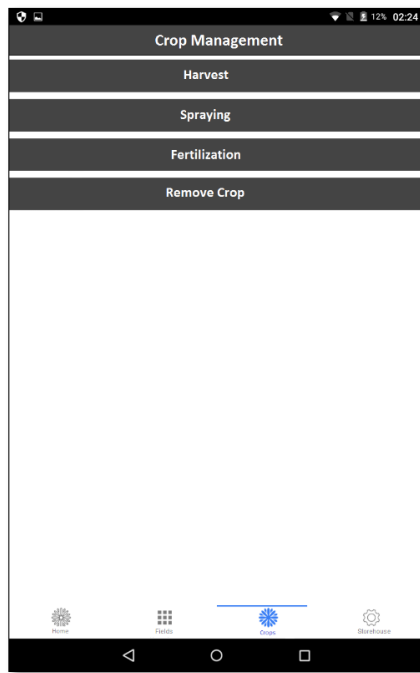 12% 02:24
Crop Management
Harvest
Spraying
Fertilization
Remove Crop
Home Fields Crops Storehouse